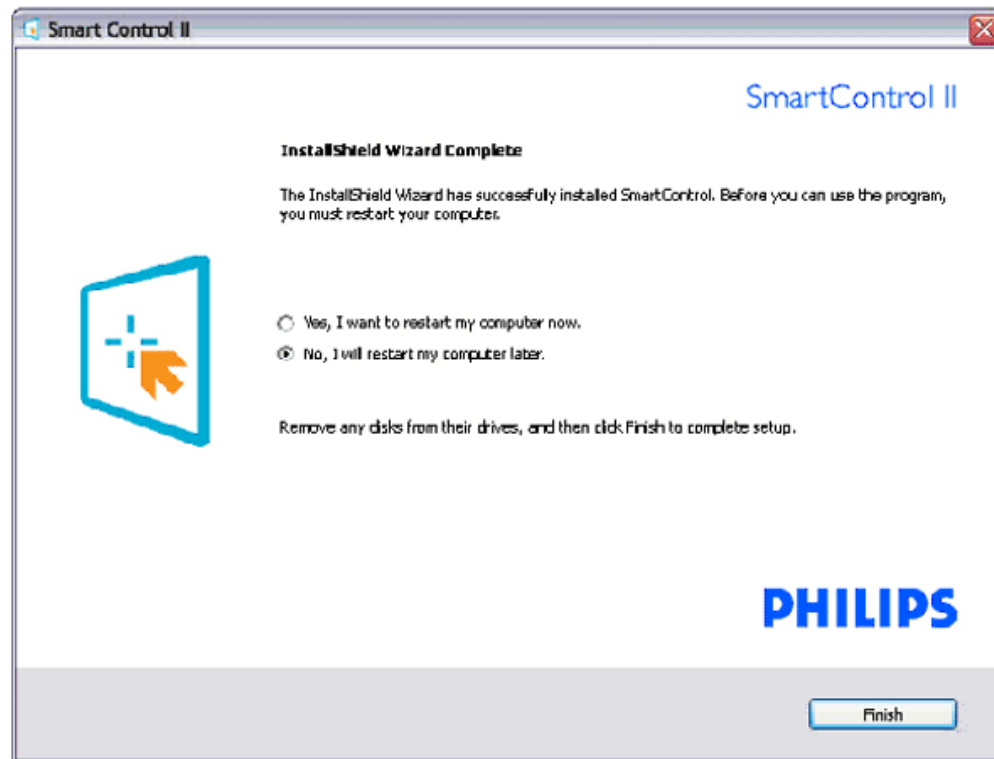 Smart Control II
SmartControl II
InstallShield Wizard Complete
The InstallShield Wizard has successfully installed SmartControl. Before you can use the program,
you must restart your computer.
Yes, I want to restart my computer now.
No, I will restart my computer later.
Remove any disks from their drives, and then click Finish to complete setup.
PHILIPS
Finish